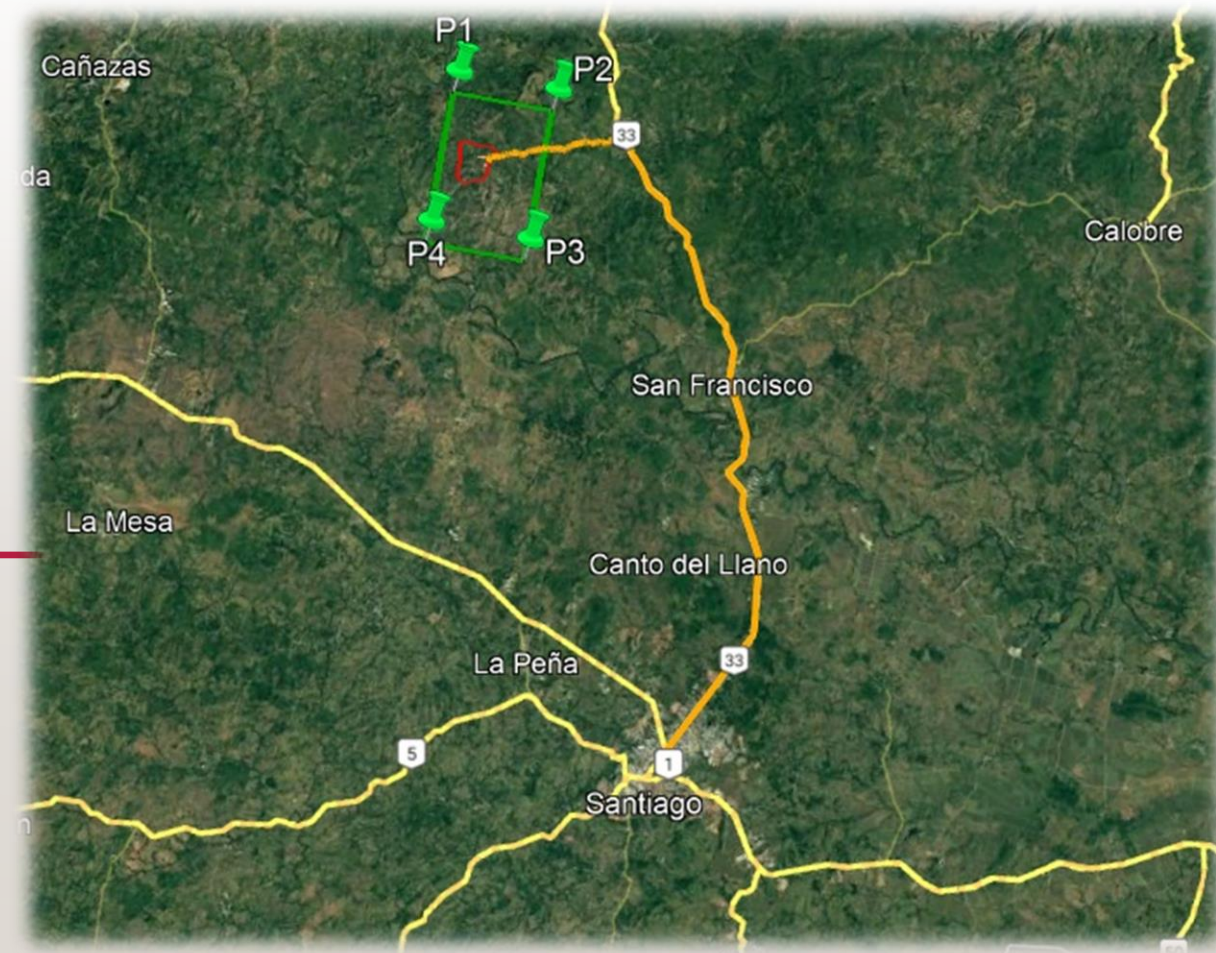 P1
Cañazas
P2
33
da
Calobre
P4
P3
San Francisco
La Mesa
Canto del Llano
33
La Peña
5
1
Santiago
n